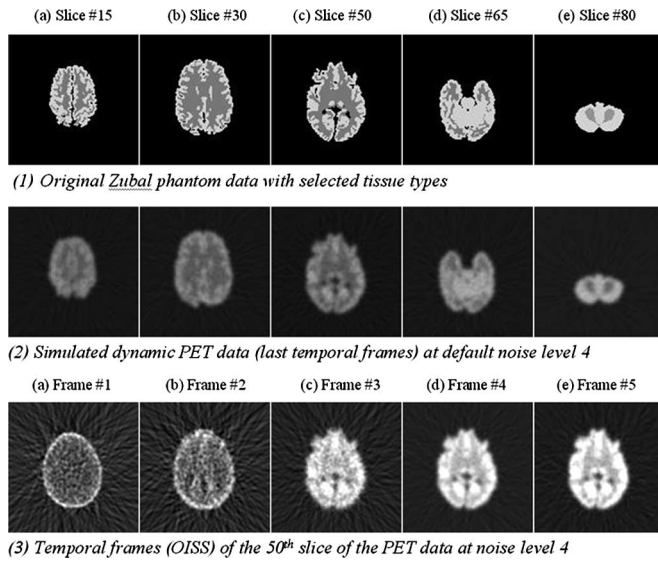 (a) Slice #15 (b) Slice #30 (c) Slice #50 (d) Slice #65 (e) Slice #80
(1) Original Zubal phantom data with selected tissue types
(2) Simulated dynamic PET data (last temporal frames) at default noise level 4
(a) Frame #1 (b) Frame #2 (c) Frame #3 (d) Frame #4 (e) Frame #5
(3) Temporal frames (OISS) of the 50th slice of the PET data at noise level 4